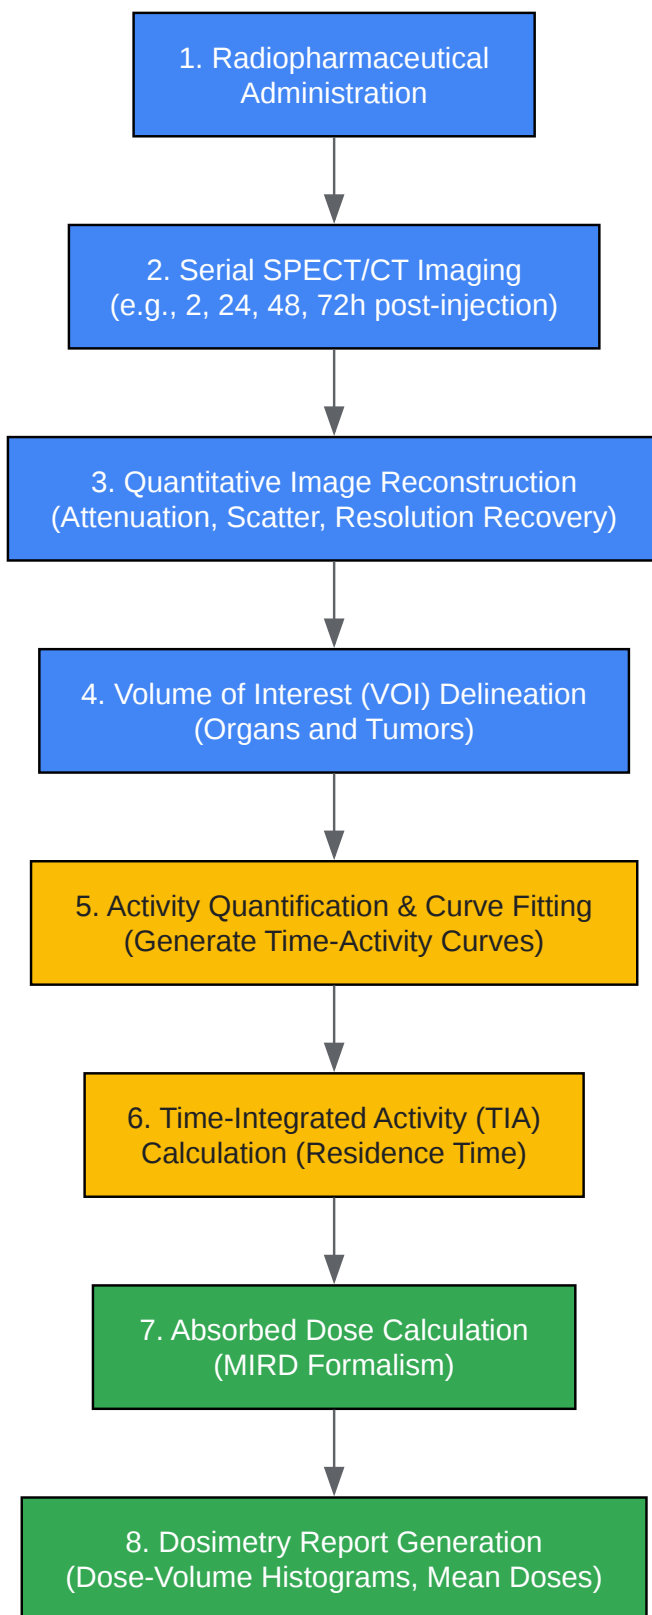 1. Radiopharmaceutical
Administration
2. Serial SPECT/CT Imaging
(e.g., 2, 24, 48, 72h post-injection)
3. Quantitative Image Reconstruction
(Attenuation, Scatter, Resolution Recovery)
4. Volume of Interest (VOI) Delineation
(Organs and Tumors)
5. Activity Quantification & Curve Fitting
(Generate Time-Activity Curves)
6. Time-Integrated Activity (TIA)
Calculation (Residence Time)
7. Absorbed Dose Calculation
(MIRD Formalism)
8. Dosimetry Report Generation
(Dose-Volume Histograms, Mean Doses)